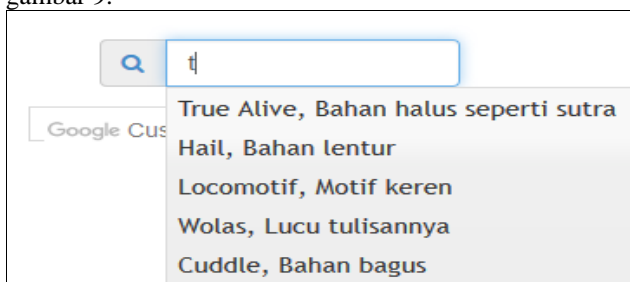 gambar 9.
t
True Alive, Bahan halus seperti sutra
Google Cus
Hail, Bahan lentur
Locomotif, Motif keren
Wolas, Lucu tulisannya
Cuddle, Bahan bagus